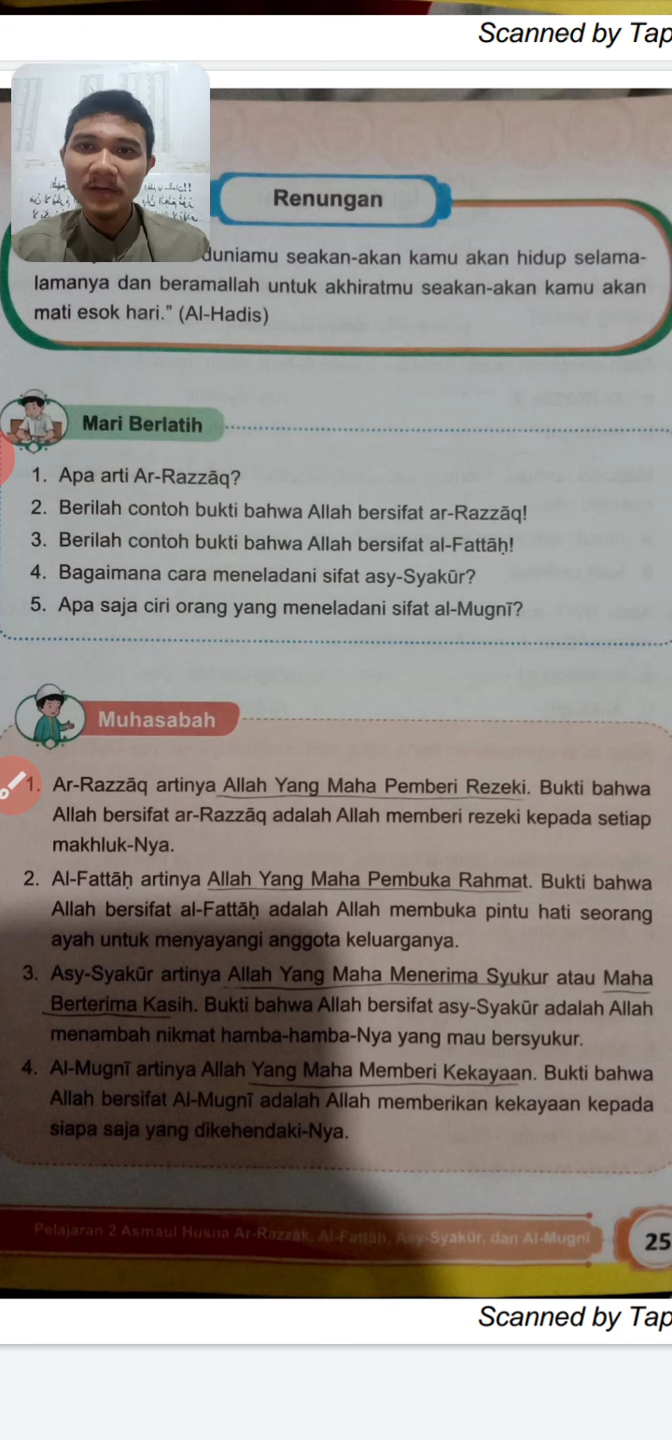 Scanned by Tap
Renungan
duniamu seakan-akan kamu akan hidup selama-
lamanya dan beramallah untuk akhiratmu seakan-akan kamu akan
mati esok hari.” (Al-Hadis)
Mari Berlatih
1. Apa arti Ar-Razzāq?
2. Berilah contoh bukti bahwa Allah bersifat ar-Razzāq!
3. Berilah contoh bukti bahwa Allah bersifat al-Fattāḥ!
4. Bagaimana cara meneladani sifat asy-Syakūr?
5. Apa saja ciri orang yang meneladani sifat al-Mugnī?
Muhasabah
1. Ar-Razzāq artinya Allah Yang Maha Pemberi Rezeki. Bukti bahwa
Allah bersifat ar-Razzāq adalah Allah memberi rezeki kepada setiap
makhluk-Nya.
2. Al-Fattāḥ artinya Allah Yang Maha Pembuka Rahmat. Bukti bahwa
Allah bersifat al-Fattāḥ adalah Allah membuka pintu hati seorang
ayah untuk menyayangi anggota keluarganya.
3. Asy-Syakūr artinya Allah Yang Maha Menerima Syukur atau Maha
Berterima Kasih. Bukti bahwa Allah bersifat asy-Syakūr adalah Allah
menambah nikmat hamba-hamba-Nya yang mau bersyukur.
4. Al-Mugnī artinya Allah Yang Maha Memberi Kekayaan. Bukti bahwa
Allah bersifat Al-Mugnī adalah Allah memberikan kekayaan kepada
siapa saja yang dikehendaki-Nya.
Pelajaran 2 Asmaul Husna Ar-Razzāk, Al-Fattāh, Asy-Syakūr, dan Al-Mugnī
25
Scanned by Tap